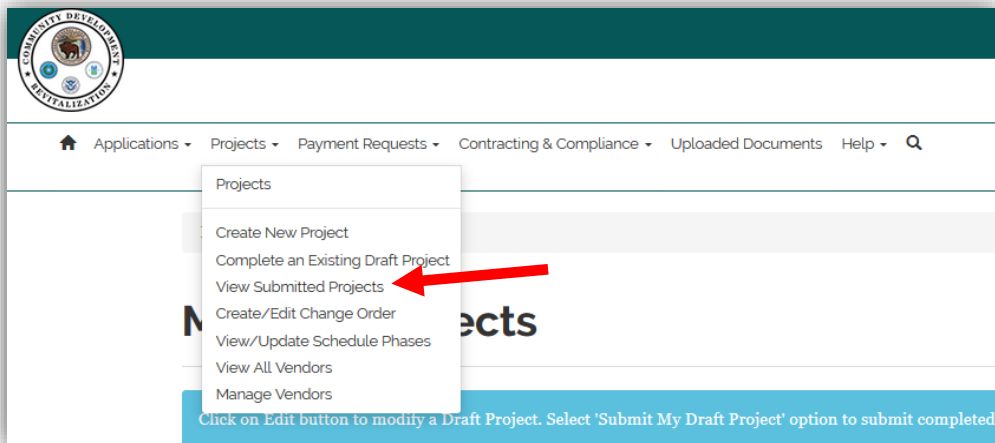 COMMUNITY DEVELOPMENT
REVITALIZATION
Applications Projects Payment Requests Contracting & Compliance Uploaded Documents Help
Projects
Create New Project
Complete an Existing Draft Project
View Submitted Projects
Create/Edit Change Order
View/Update Schedule Phases
View All Vendors
Manage Vendors
ects
Click on Edit button to modify a Draft Project. Select 'Submit My Draft Project' option to submit completed